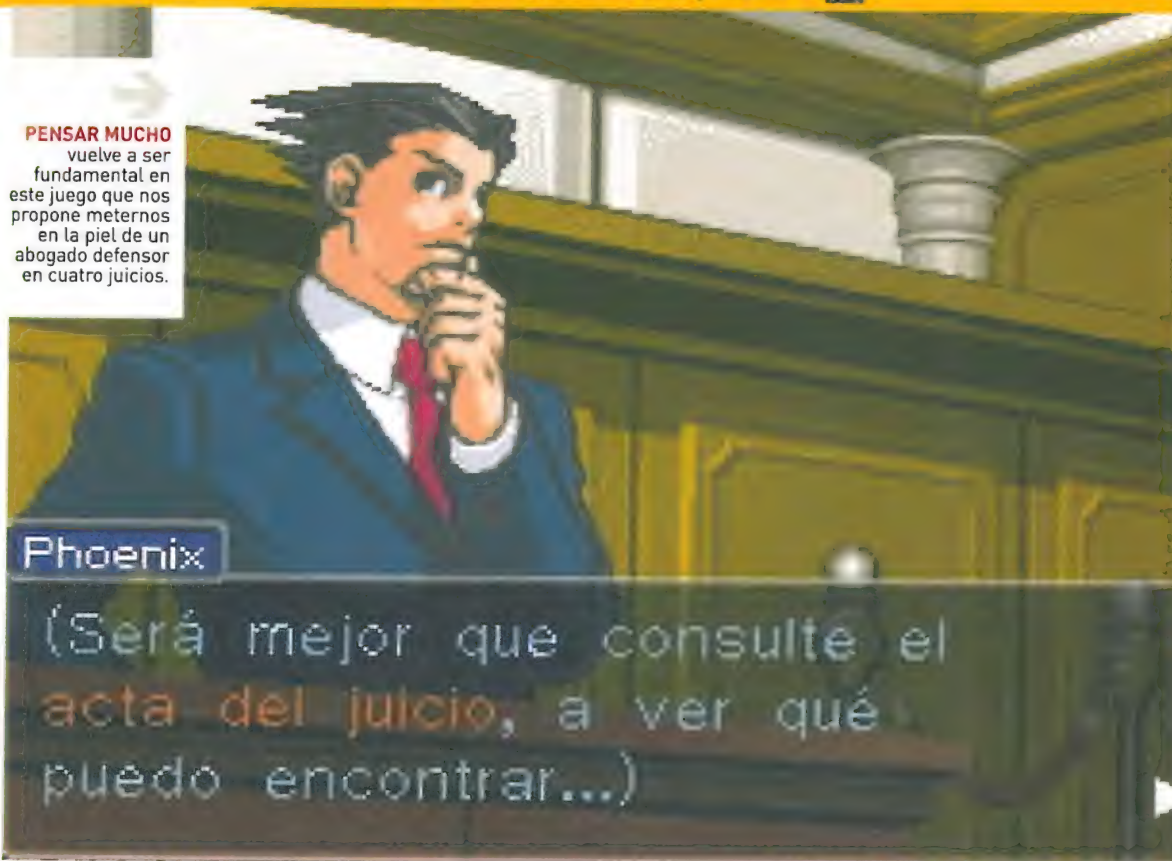 PENSAR MUCHO
vuelve a ser
fundamental en
este juego que nos
propone meternos
en la piel de un
abogado defensor
en cuatro juicios.
Phoenix
(Será mejor que consulte el
acta del juicio, a ver qué
puedo encontrar...)